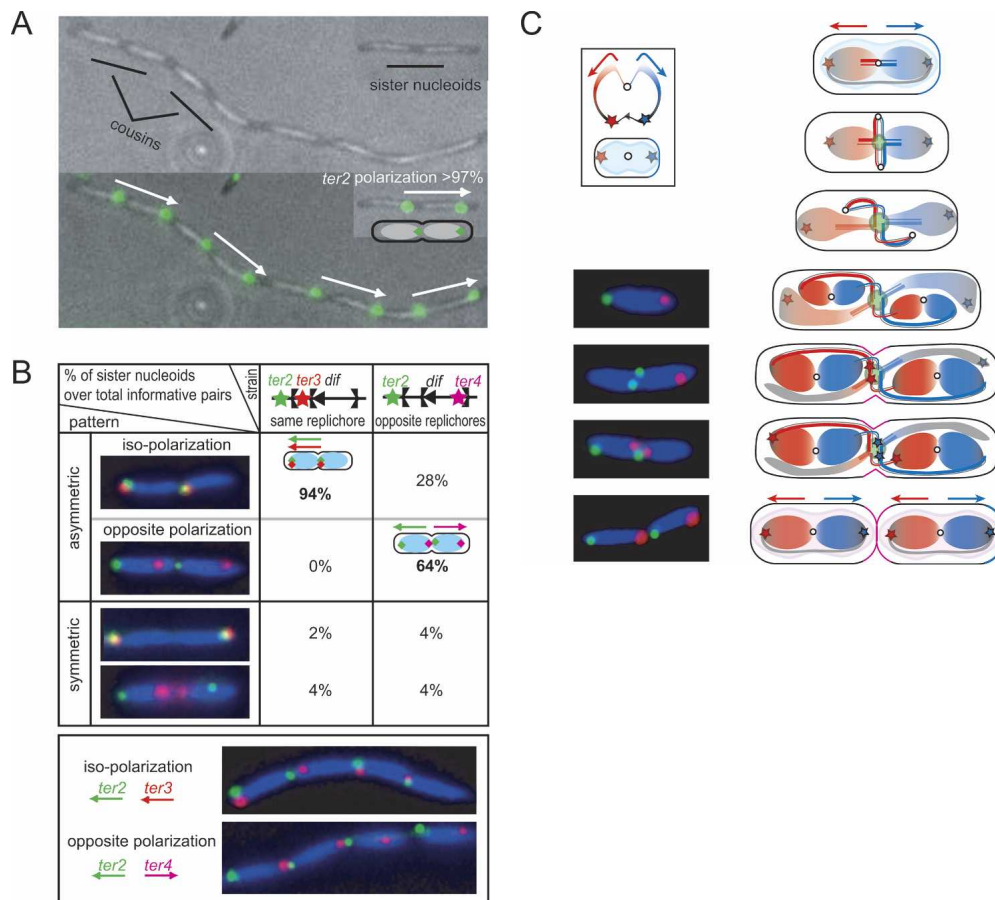 A
sister nucleoids
cousins
ter2 polarization >97%
B
% of sister nucleoids
over total informative pairs
pattern
strain
ter2 ter3 dif
same replichore
ter2 dif ter4
opposite replichores
asymmetric
iso-polarization
94%
28%
opposite polarization
0%
64%
symmetric
2%
4%
4%
4%
iso-polarization
ter2 ter3
opposite polarization
ter2 ter4
C